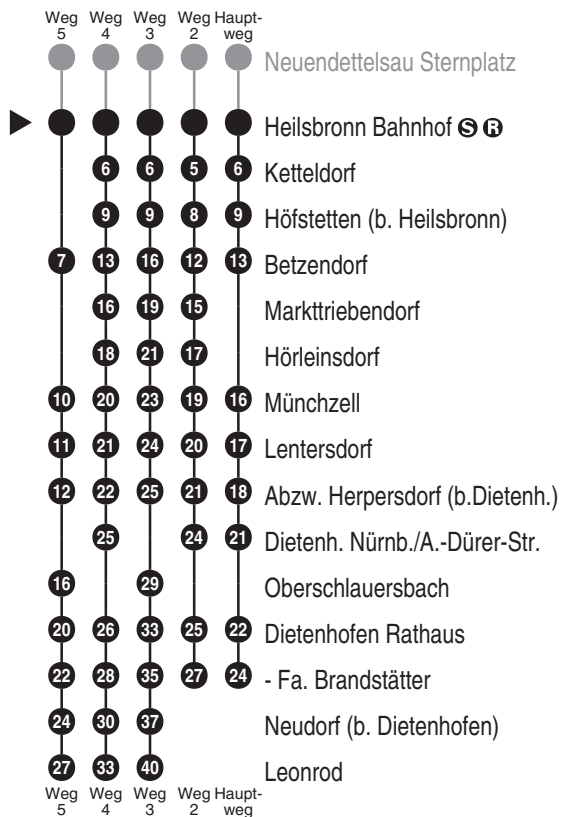 Weg Weg Weg Weg Haupt-
5 4 3 2 weg
Neuendettelsau Sternplatz
Heilsbronn Bahnhof S R
6 6 5 6 Ketteldorf
9 9 8 9 Höfstetten (b. Heilsbronn)
7 13 16 12 13 Betzendorf
16 19 15 Markttriebendorf
18 21 17 Hörleinsdorf
10 20 23 19 16 Münchzell
11 21 24 20 17 Lentersdorf
12 22 25 21 18 Abzw. Herpersdorf (b.Dietenh.)
25 24 21 Dietenh. Nürnb./A.-Dürer-Str.
16 29 Oberschlauersbach
20 26 33 25 22 Dietenhofen Rathaus
22 28 35 27 24 - Fa. Brandstätter
24 30 37 Neudorf (b. Dietenhofen)
27 33 40 Leonrod
Weg Weg Weg Weg Haupt-
5 4 3 2 weg